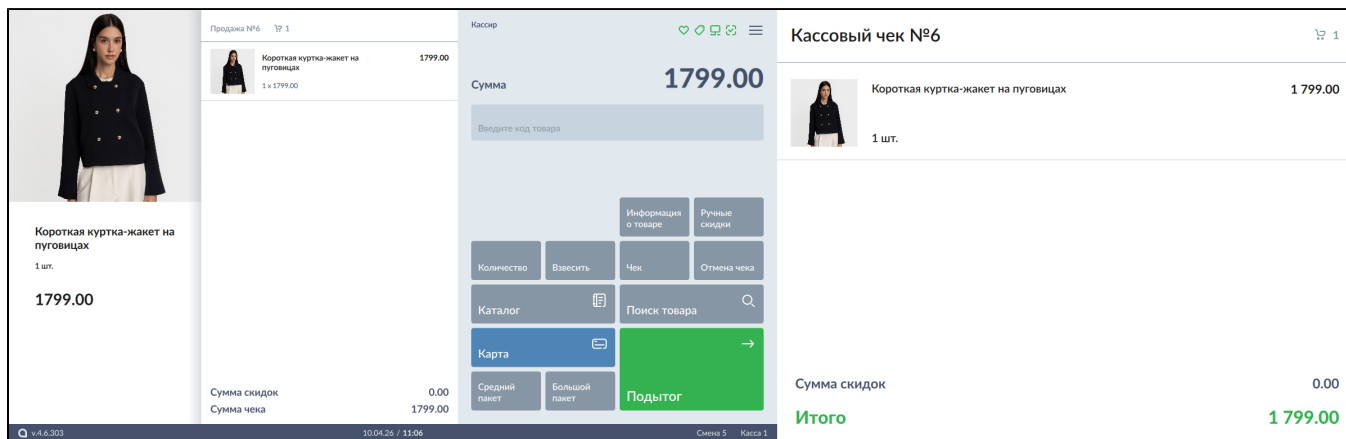 Короткая куртка-жакет на
пуговицах
1 шт.
1799.00
Продажа №6 1
Короткая куртка-жакет на
пуговицах
1799.00
1 x 1799.00
Сумма скидок 0.00
Сумма чека 1799.00
Кассир
Сумма 1799.00
Введите код товара
Информация
о товаре
Ручные
скидки
Количество
Взвесить
Чек
Отмена чека
Каталог
Поиск товара
Карта
Средний
пакет
Большой
пакет
Подытог
v.4.6.303 10.04.26 / 11:06 Смена 5 Касса 1
Кассовый чек №6 1
Короткая куртка-жакет на пуговицах 1 799.00
1 шт.
Сумма скидок 0.00
Итого 1 799.00